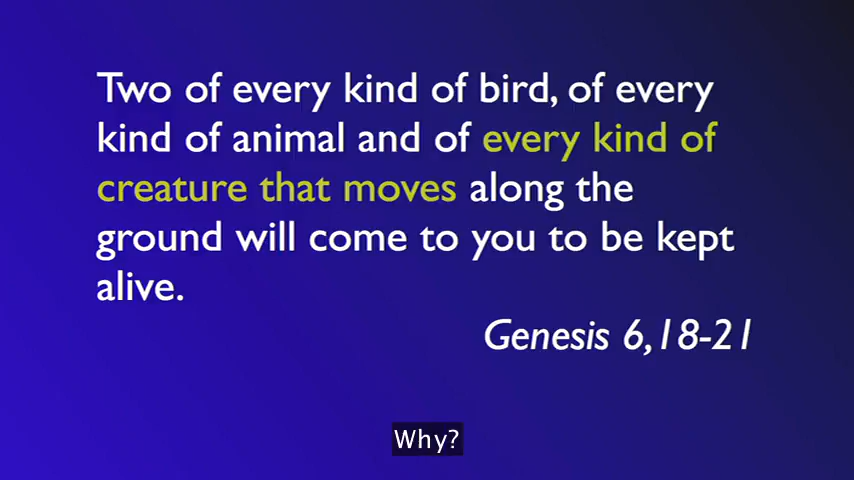 Two of every kind of bird, of every
kind of animal and of every kind of
creature that moves along the
ground will come to you to be kept
alive.
Genesis 6,18-21
Why?